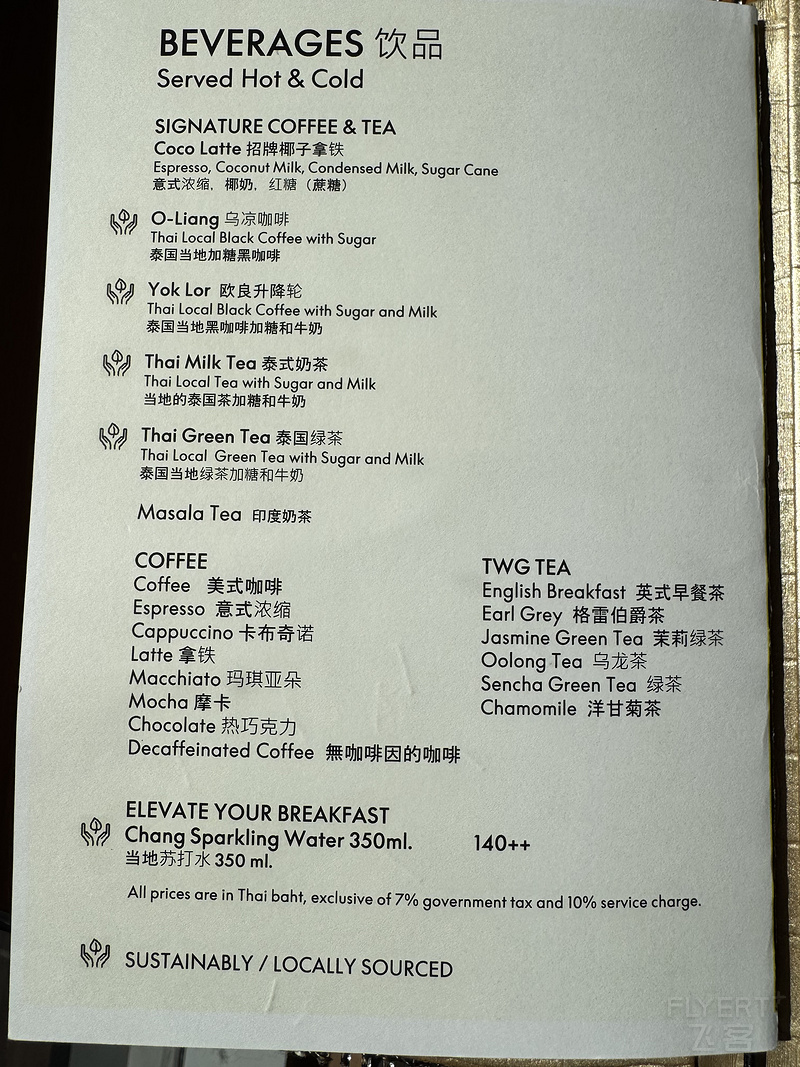 BEVERAGES 饮品
Served Hot & Cold
SIGNATURE COFFEE & TEA
Coco Latte 招牌椰子拿铁
Espresso, Coconut Milk, Condensed Milk, Sugar Cane
意式浓缩，椰奶，红糖（蔗糖）
O-Liang 乌凉咖啡
Thai Local Black Coffee with Sugar
泰国当地加糖黑咖啡
Yok Lor 欧良升降轮
Thai Local Black Coffee with Sugar and Milk
泰国当地黑咖啡加糖和牛奶
Thai Milk Tea 泰式奶茶
Thai Local Tea with Sugar and Milk
当地的泰国茶加糖和牛奶
Thai Green Tea 泰国绿茶
Thai Local Green Tea with Sugar and Milk
泰国当地绿茶加糖和牛奶
Masala Tea 印度奶茶
COFFEE
Coffee 美式咖啡
Espresso 意式浓缩
Cappuccino 卡布奇诺
Latte 拿铁
Macchiato 玛琪亚朵
Mocha 摩卡
Chocolate 热巧克力
Decaffeinated Coffee 無咖啡因的咖啡
TWG TEA
English Breakfast 英式早餐茶
Earl Grey 格雷伯爵茶
Jasmine Green Tea 茉莉绿茶
Oolong Tea 乌龙茶
Sencha Green Tea 绿茶
Chamomile 洋甘菊茶
ELEVATE YOUR BREAKFAST
Chang Sparkling Water 350ml. 140++
当地苏打水 350 ml.
All prices are in Thai baht, exclusive of 7% government tax and 10% service charge.
SUSTAINABLY / LOCALLY SOURCED
FLYERT
飞客